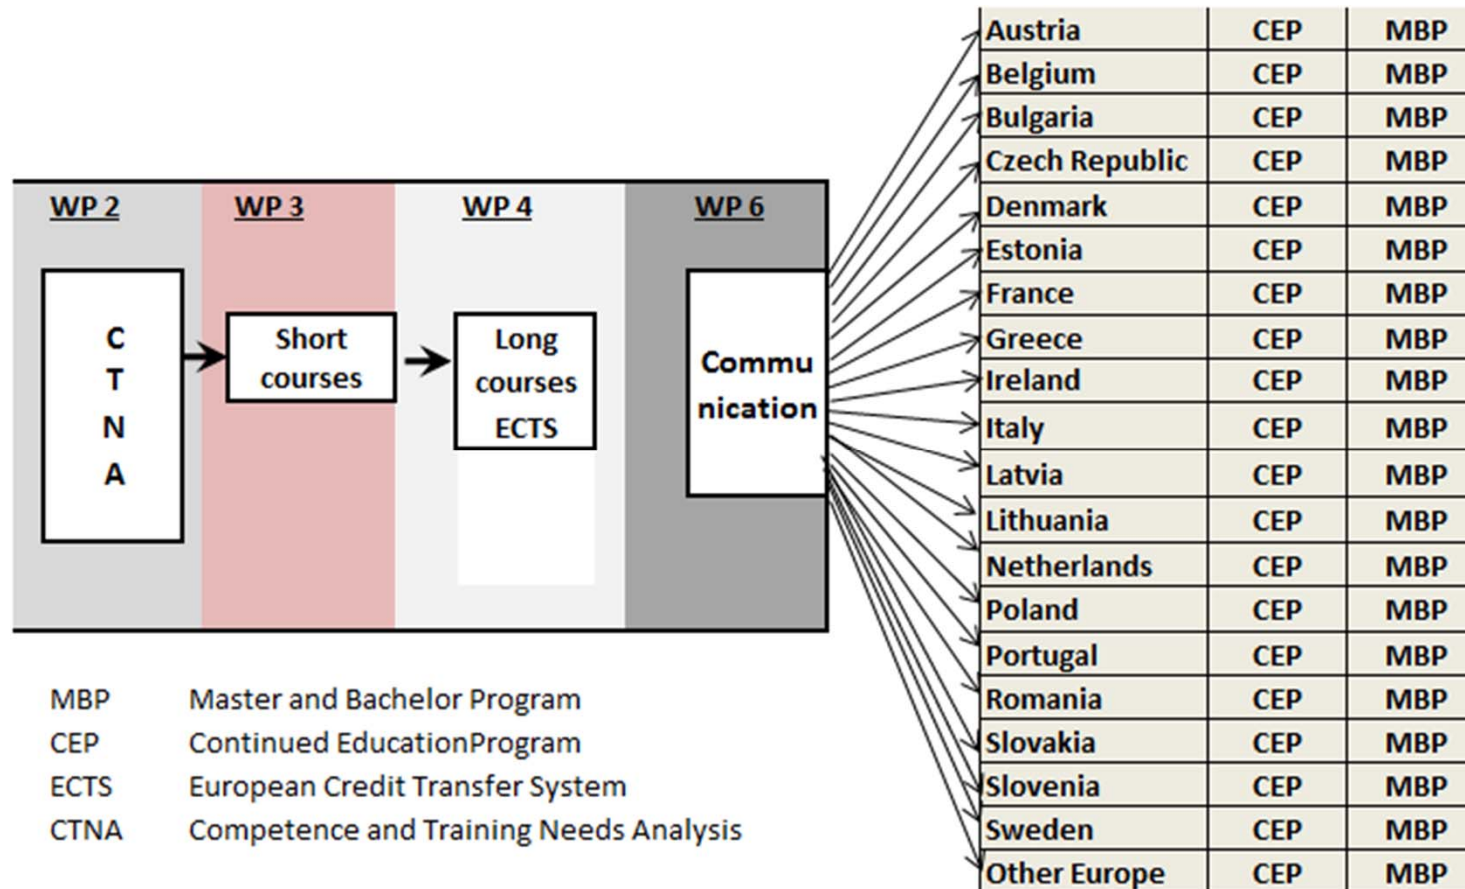 WP 2
WP 3
WP 4
WP 6
C
T
N
A
Short
courses
Long
courses
ECTS
Commu
nication
Austria CEP MBP
Belgium CEP MBP
Bulgaria CEP MBP
Czech Republic CEP MBP
Denmark CEP MBP
Estonia CEP MBP
France CEP MBP
Greece CEP MBP
Ireland CEP MBP
Italy CEP MBP
Latvia CEP MBP
Lithuania CEP MBP
Netherlands CEP MBP
Poland CEP MBP
Portugal CEP MBP
Romania CEP MBP
Slovakia CEP MBP
Slovenia CEP MBP
Sweden CEP MBP
Other Europe CEP MBP
MBP Master and Bachelor Program
CEP Continued EducationProgram
ECTS European Credit Transfer System
CTNA Competence and Training Needs Analysis